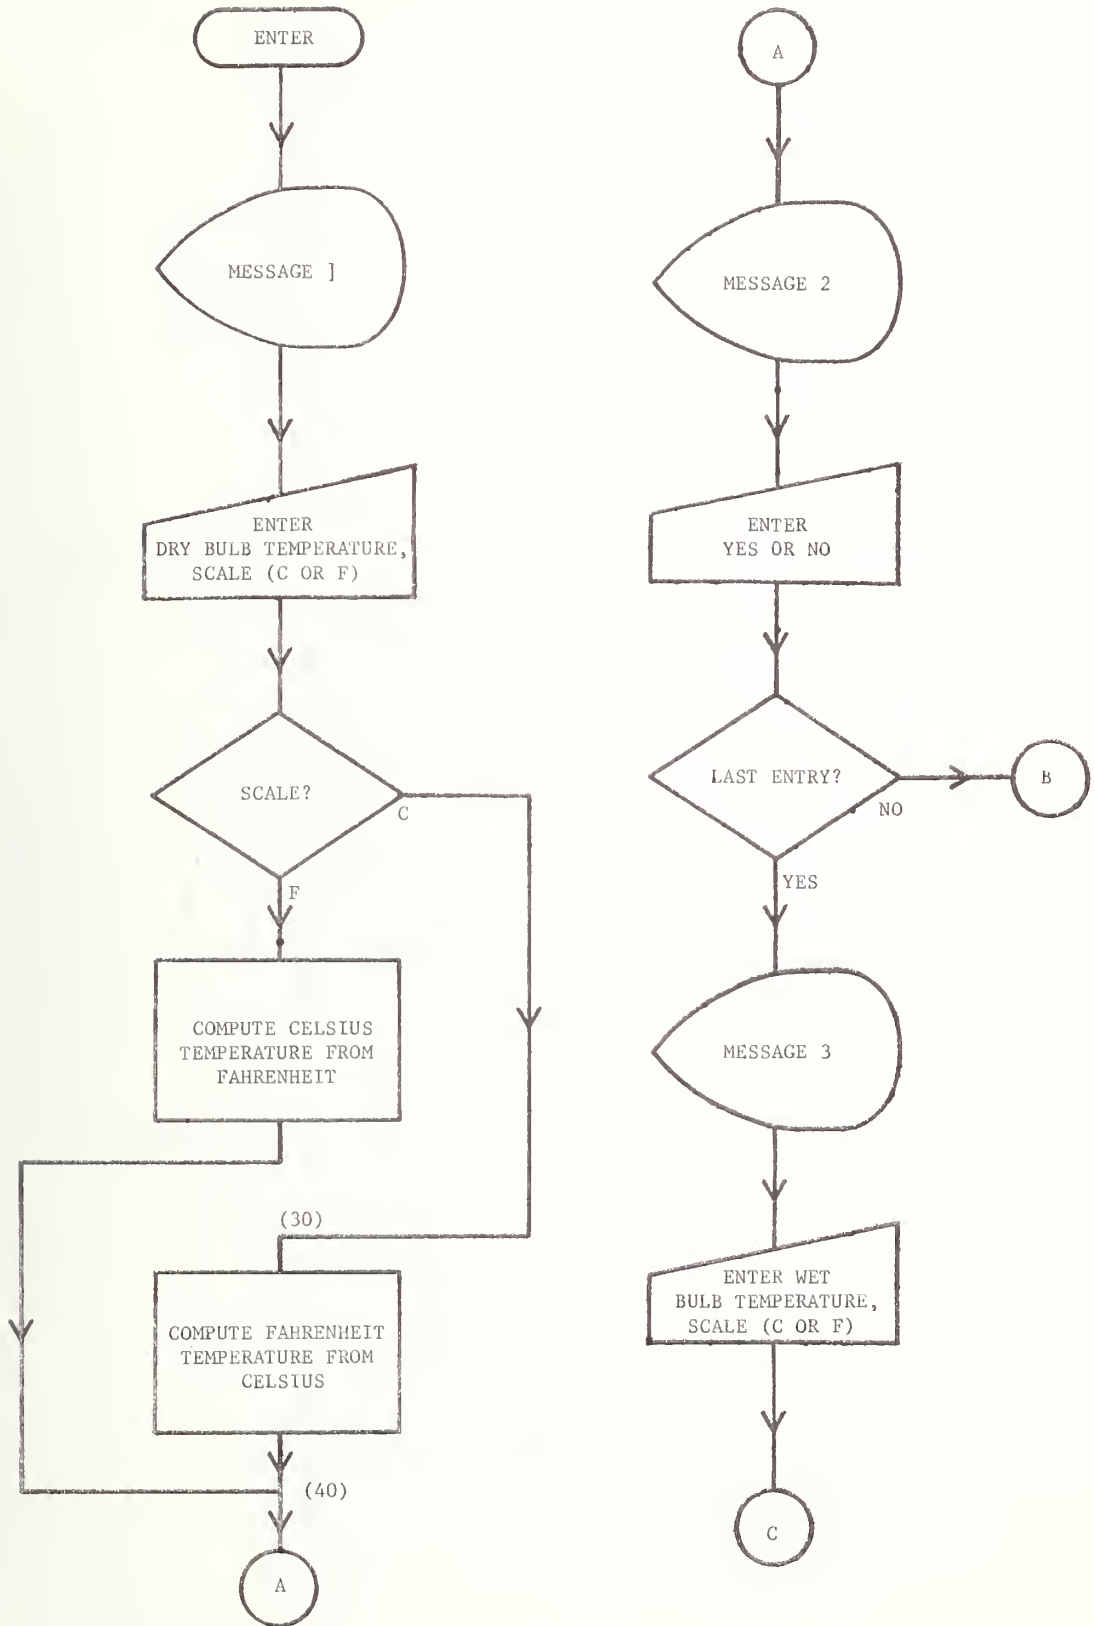 ENTER
MESSAGE 1
ENTER
DRY BULB TEMPERATURE,
SCALE (C OR F)
SCALE?
C
F
COMPUTE CELSIUS
TEMPERATURE FROM
FAHRENHEIT
(30)
COMPUTE FAHRENHEIT
TEMPERATURE FROM
CELSIUS
(40)
A
A
MESSAGE 2
ENTER
YES OR NO
LAST ENTRY?
NO
B
YES
MESSAGE 3
ENTER WET
BULB TEMPERATURE,
SCALE (C OR F)
C